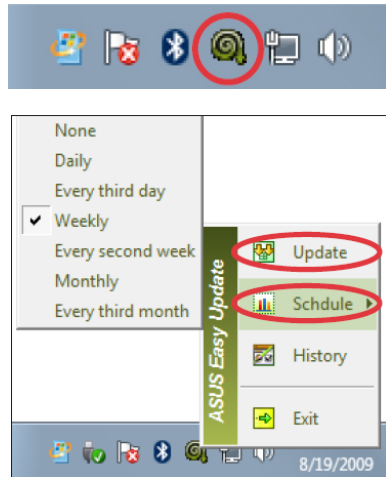 None
Daily
Every third day
Weekly
Every second week
Monthly
Every third month
ASUS Easy Update
Update
Schdule
History
Exit
8/19/2009